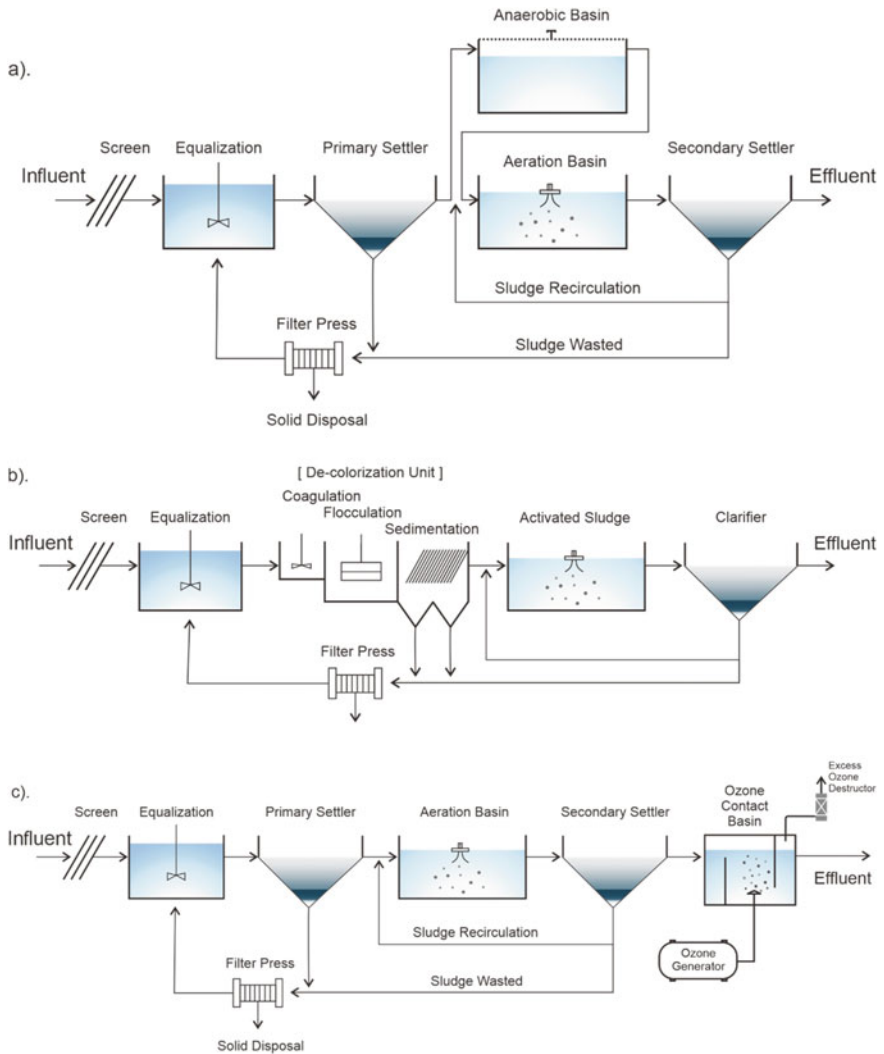 a).
Anaerobic Basin
Screen
Equalization
Primary Settler
Aeration Basin
Secondary Settler
Influent
Effluent
Sludge Recirculation
Filter Press
Sludge Wasted
Solid Disposal
b).
[ De-colorization Unit ]
Coagulation
Flocculation
Sedimentation
Screen
Equalization
Activated Sludge
Clarifier
Influent
Effluent
Filter Press
c).
Excess
Ozone
Destructor
Ozone
Contact
Basin
Screen
Equalization
Primary Settler
Aeration Basin
Secondary Settler
Influent
Effluent
Sludge Recirculation
Ozone
Generator
Filter Press
Sludge Wasted
Solid Disposal